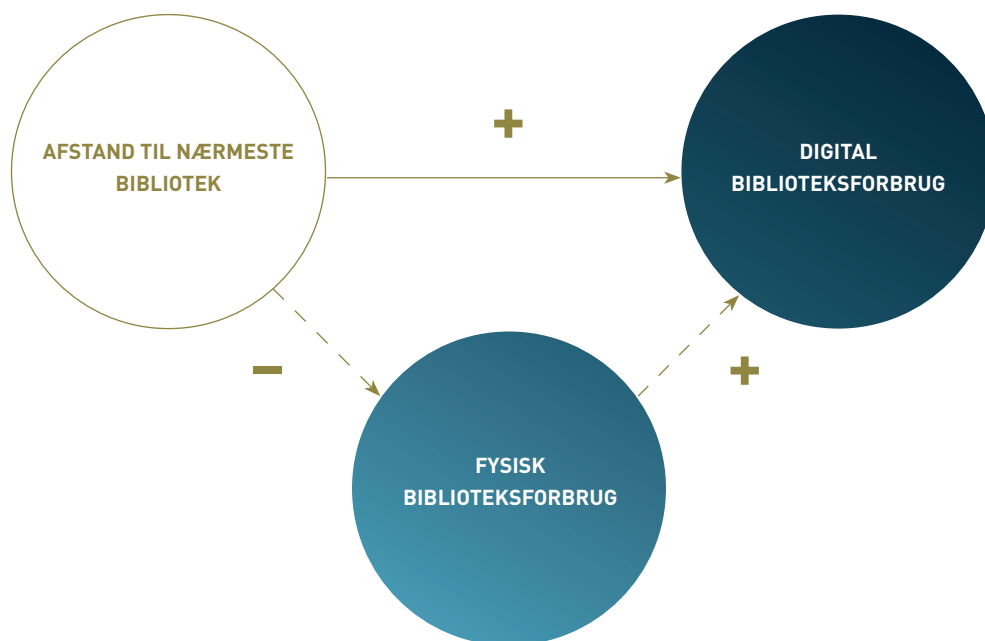 +
AFSTAND TIL NÆRMESTE
BIBLIOTEK
DIGITAL
BIBLIOTEKSFORBRUG
−
+
FYSISK
BIBLIOTEKSFORBRUG